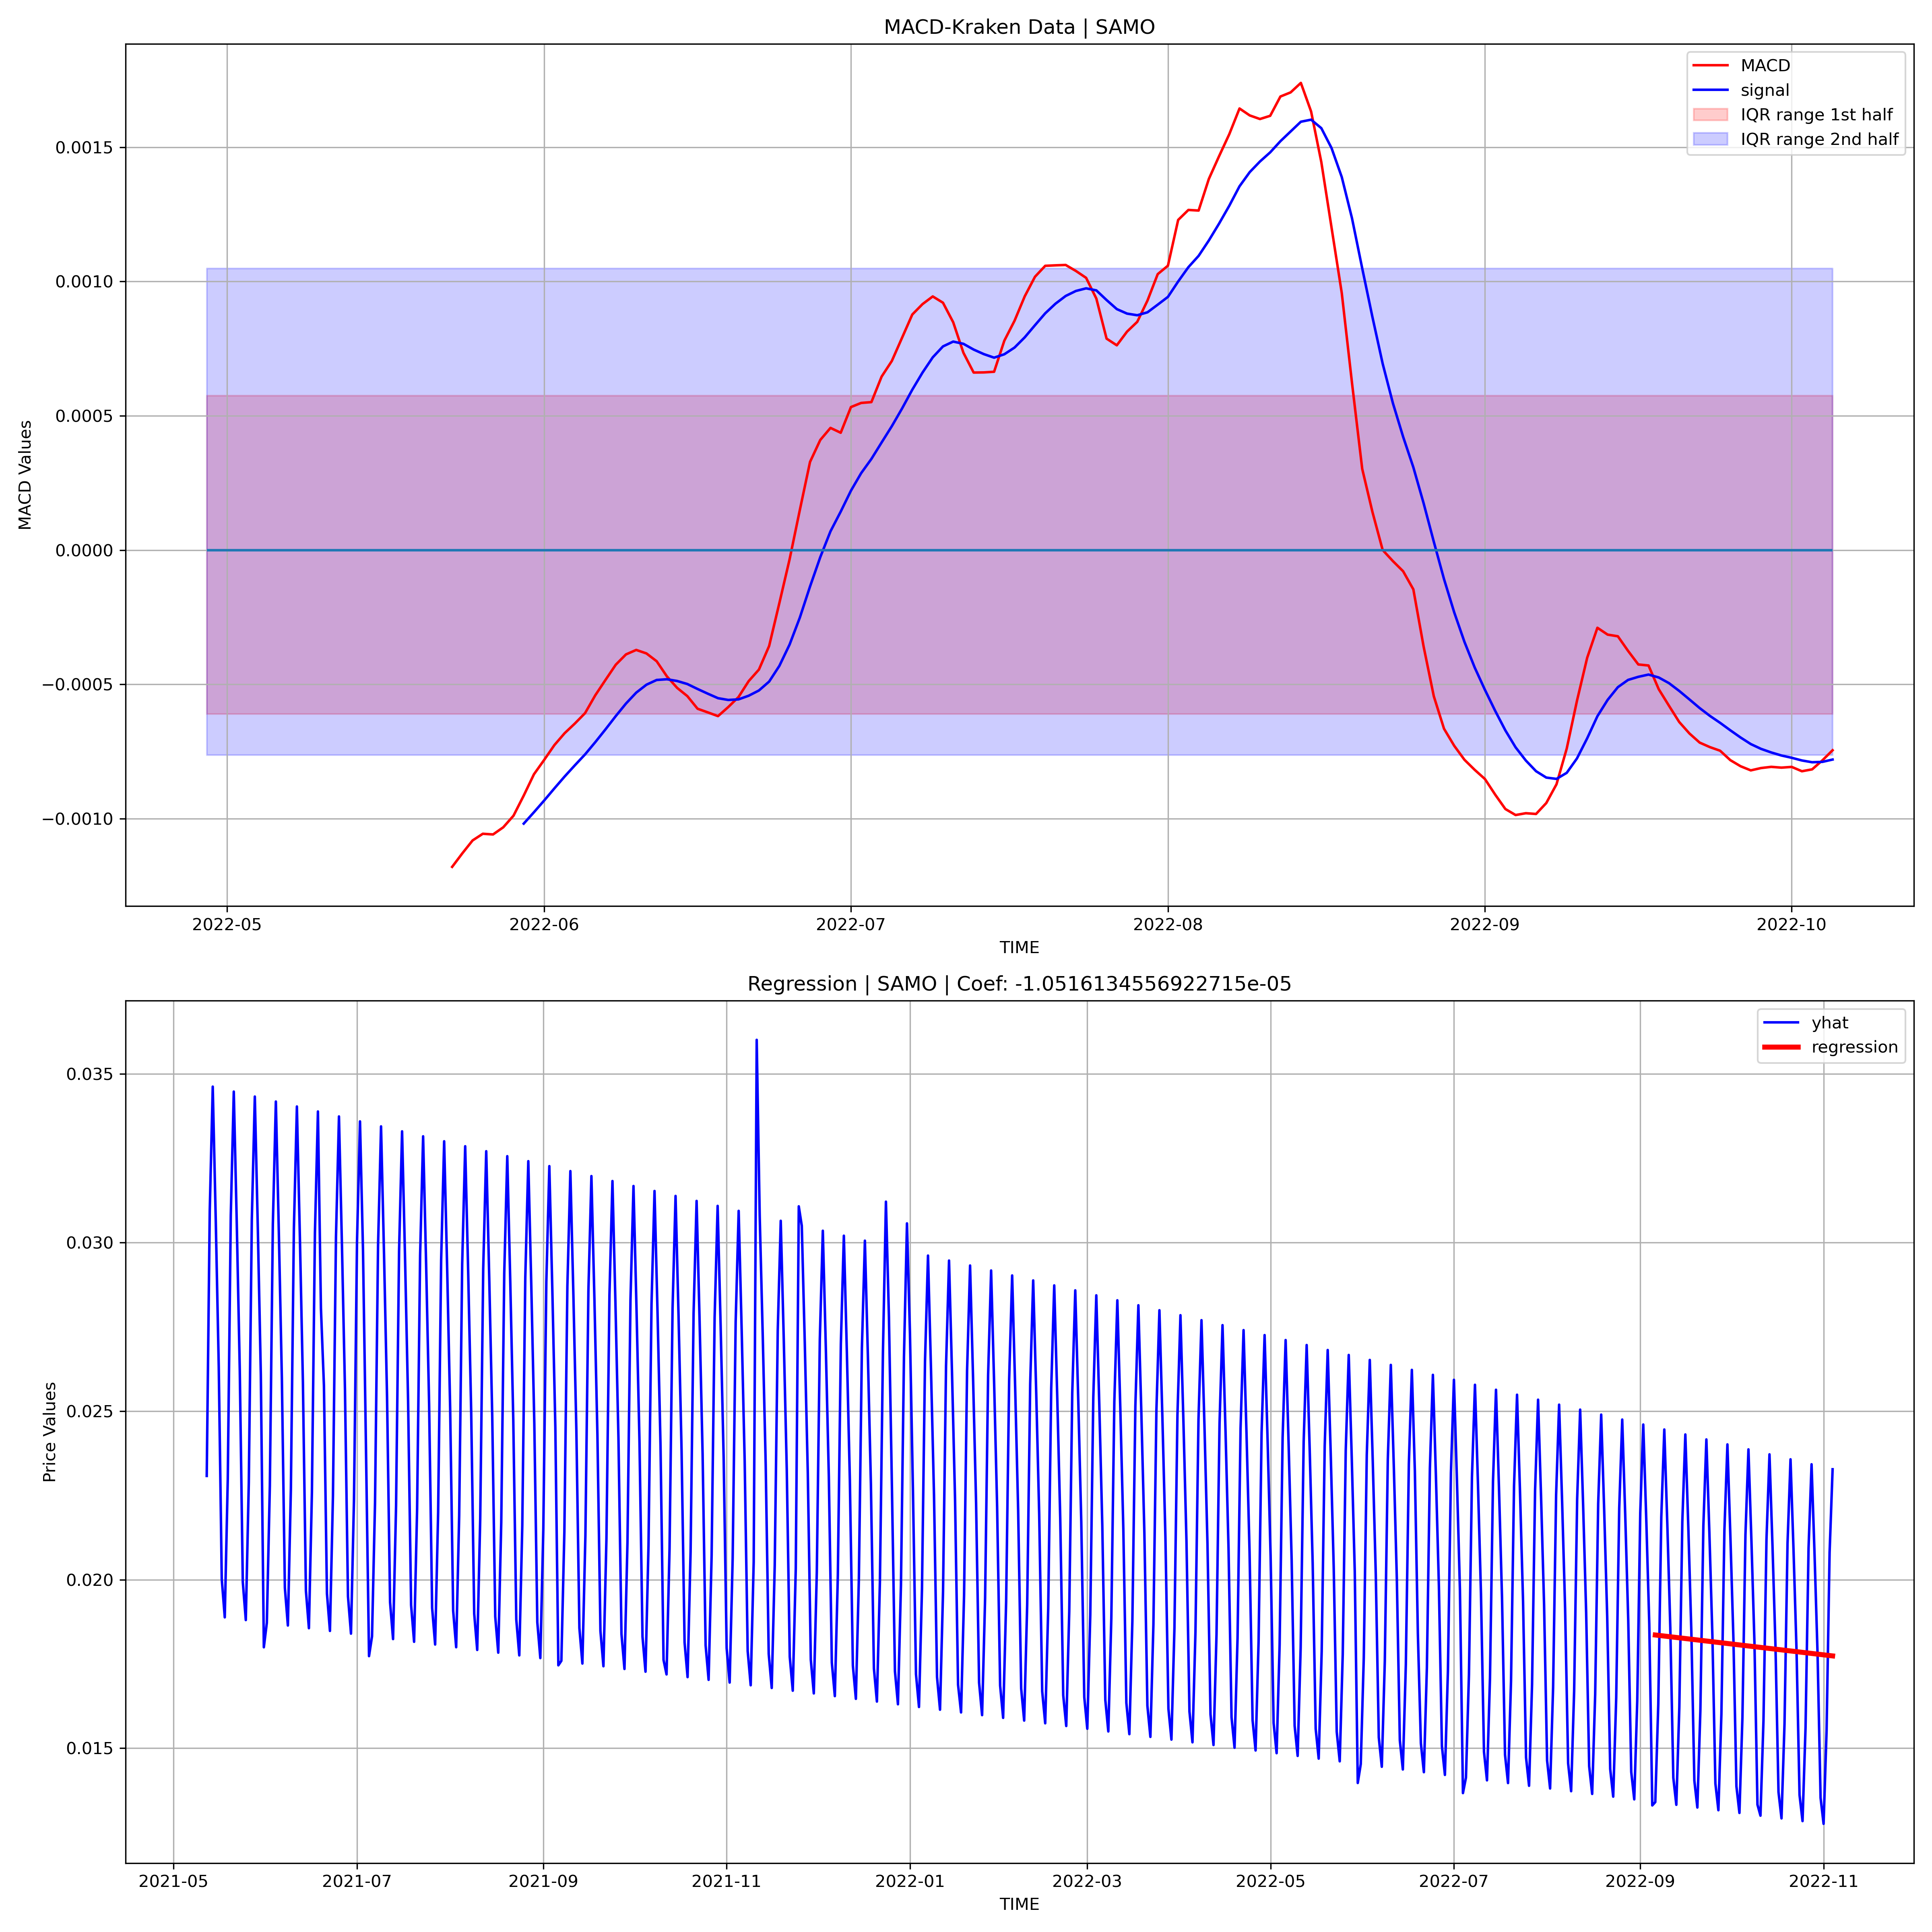 MACD-Kraken Data | SAMO
MACD
signal
IQR range 1st half
IQR range 2nd half
MACD Values
0.0015
0.0010
0.0005
0.0000
−0.0005
−0.0010
2022-05 2022-06 2022-07 2022-08 2022-09 2022-10
TIME
Regression | SAMO | Coef: -1.0516134556922715e-05
yhat
regression
Price Values
0.035
0.030
0.025
0.020
0.015
2021-05 2021-07 2021-09 2021-11 2022-01 2022-03 2022-05 2022-07 2022-09 2022-11
TIME